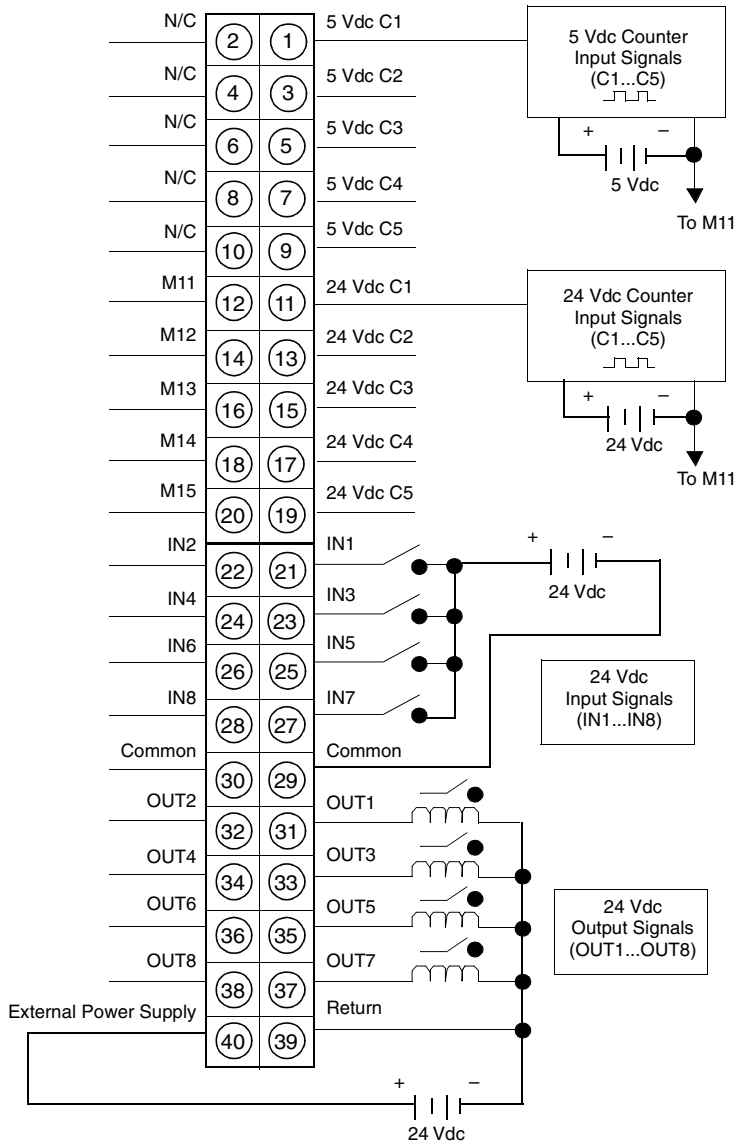 N/C 2 1 5 Vdc C1
N/C 4 3 5 Vdc C2
N/C 6 5 5 Vdc C3
N/C 8 7 5 Vdc C4
N/C 10 9 5 Vdc C5
M11 12 11 24 Vdc C1
M12 14 13 24 Vdc C2
M13 16 15 24 Vdc C3
M14 18 17 24 Vdc C4
M15 20 19 24 Vdc C5
IN2 22 21 IN1
IN4 24 23 IN3
IN6 26 25 IN5
IN8 28 27 IN7
Common 30 29 Common
OUT2 32 31 OUT1
OUT4 34 33 OUT3
OUT6 36 35 OUT5
OUT8 38 37 OUT7
External Power Supply 40 39 Return
5 Vdc Counter
Input Signals
(C1...C5)
+ –
5 Vdc
To M11
24 Vdc Counter
Input Signals
(C1...C5)
+ –
24 Vdc
To M11
+ –
24 Vdc
24 Vdc
Input Signals
(IN1...IN8)
24 Vdc
Output Signals
(OUT1...OUT8)
+ –
24 Vdc